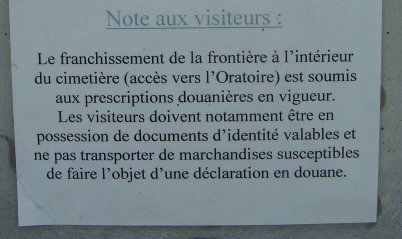 Note aux visiteurs :
Le franchissement de la frontière à l'intérieur
du cimetière (accès vers l'Oratoire) est soumis
aux prescriptions douanières en vigueur.
Les visiteurs doivent notamment être en
possession de documents d'identité valables et
ne pas transporter de marchandises susceptibles
de faire l'objet d'une déclaration en douane.